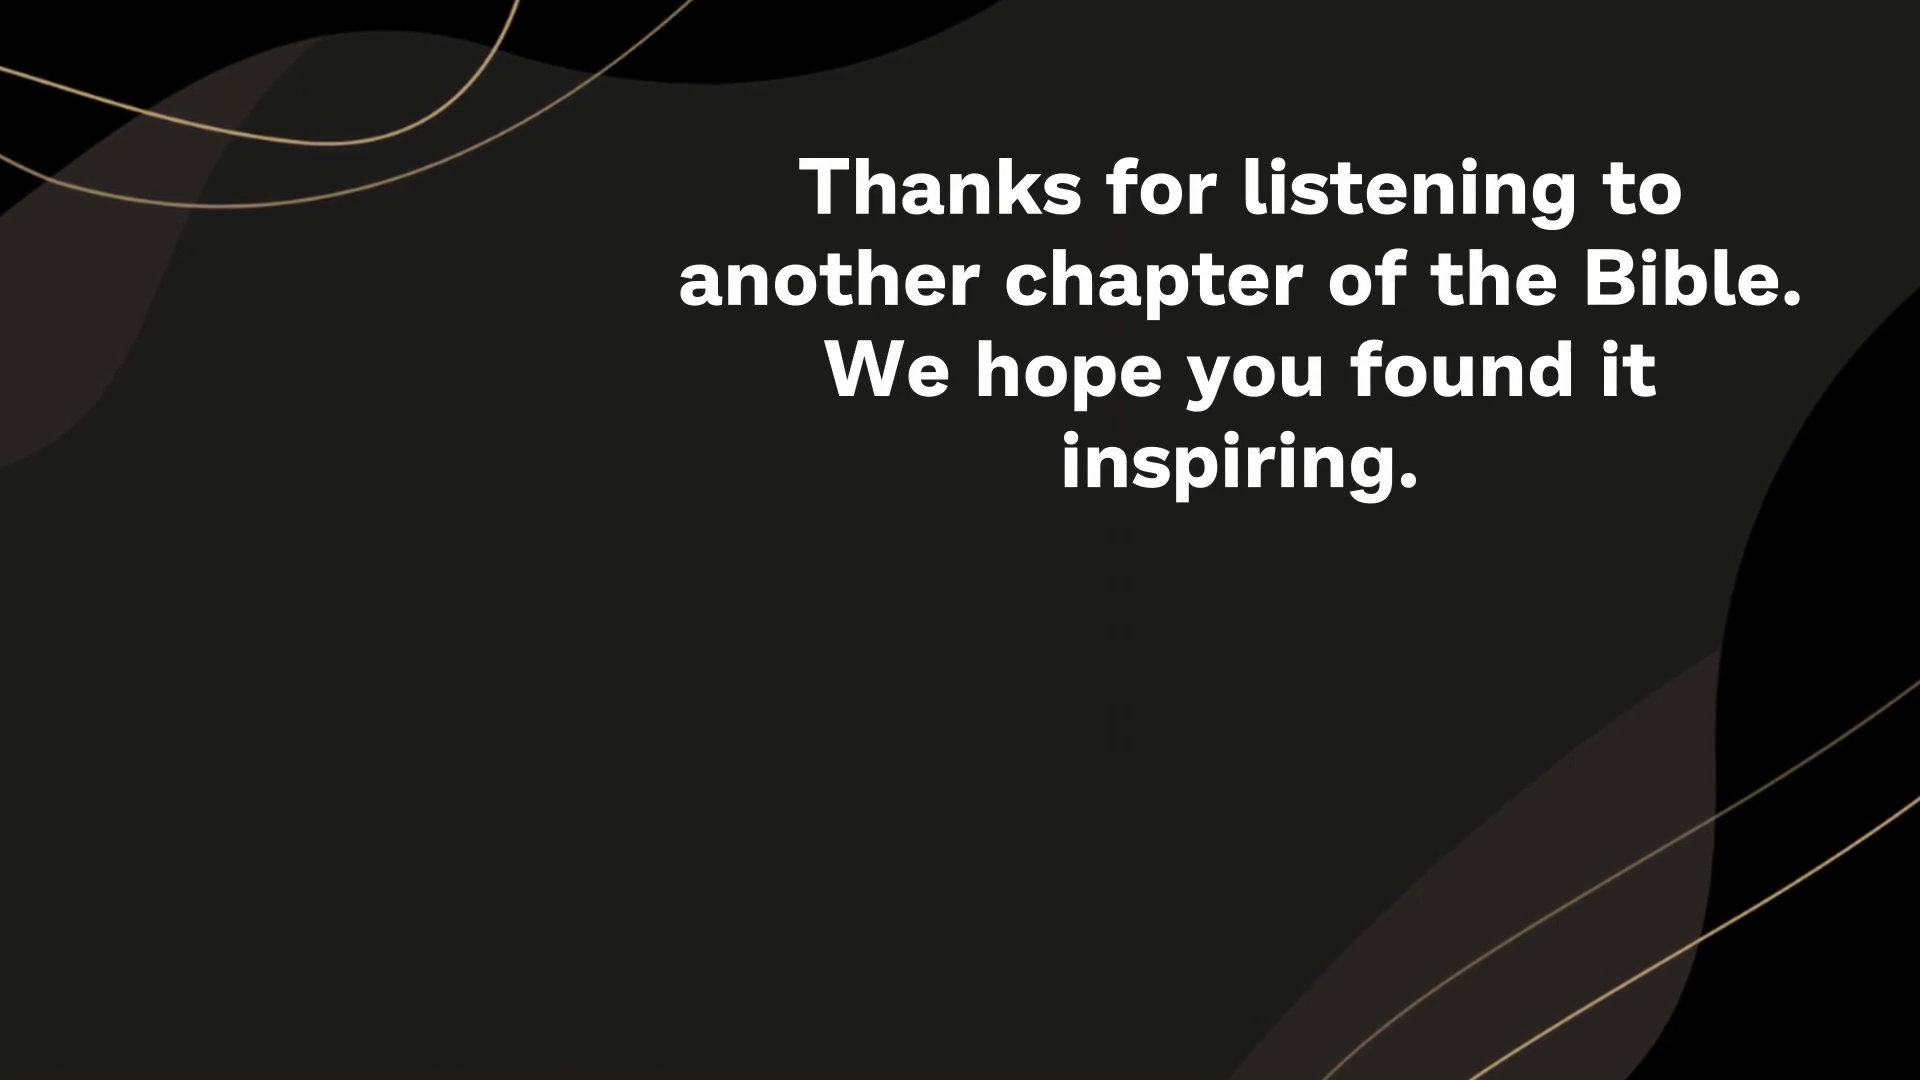 Thanks for listening to
another chapter of the Bible.
We hope you found it
inspiring.